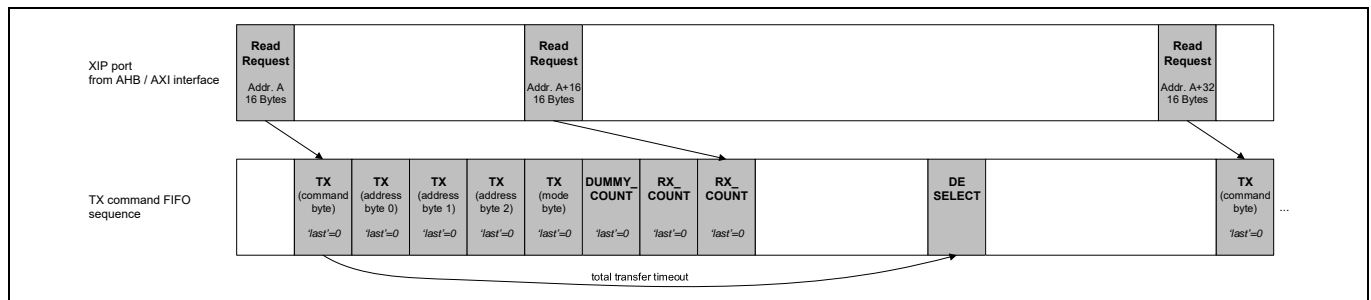 XIP port
from AHB / AXI interface
Read
Request
Addr. A
16 Bytes
Read
Request
Addr. A+16
16 Bytes
Read
Request
Addr. A+32
16 Bytes
TX command FIFO
sequence
TX
(command
byte)
'last'=0
TX
(address
byte 0)
'last'=0
TX
(address
byte 1)
'last'=0
TX
(address
byte 2)
'last'=0
TX
(mode
byte)
'last'=0
DUMMY_
COUNT
'last'=0
RX_
COUNT
'last'=0
RX_
COUNT
'last'=0
DE
SELECT
TX
(command
byte)
'last'=0
...
total transfer timeout